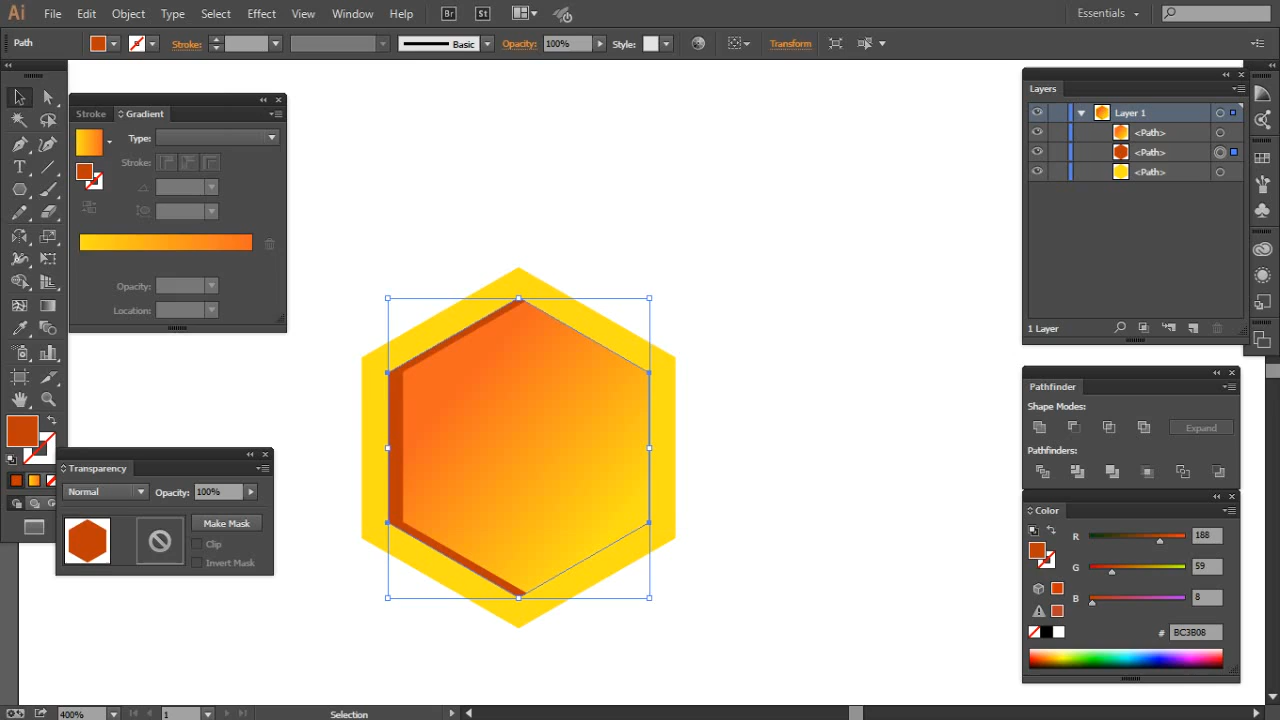 Ai File Edit Object Type Select Effect View Window Help Br St Essentials
Path Stroke: Basic Opacity: 100% Style: Transform
Stroke Gradient
Type:
Stroke:
Opacity:
Location:
Transparency
Normal Opacity: 100%
Make Mask
Clip
Invert Mask
Layers
Layer 1
<Path>
<Path>
<Path>
1 Layer
Pathfinder
Shape Modes:
Expand
Pathfinders:
Color
R 188
G 59
B 8
# BC3B08
400% 1 Selection